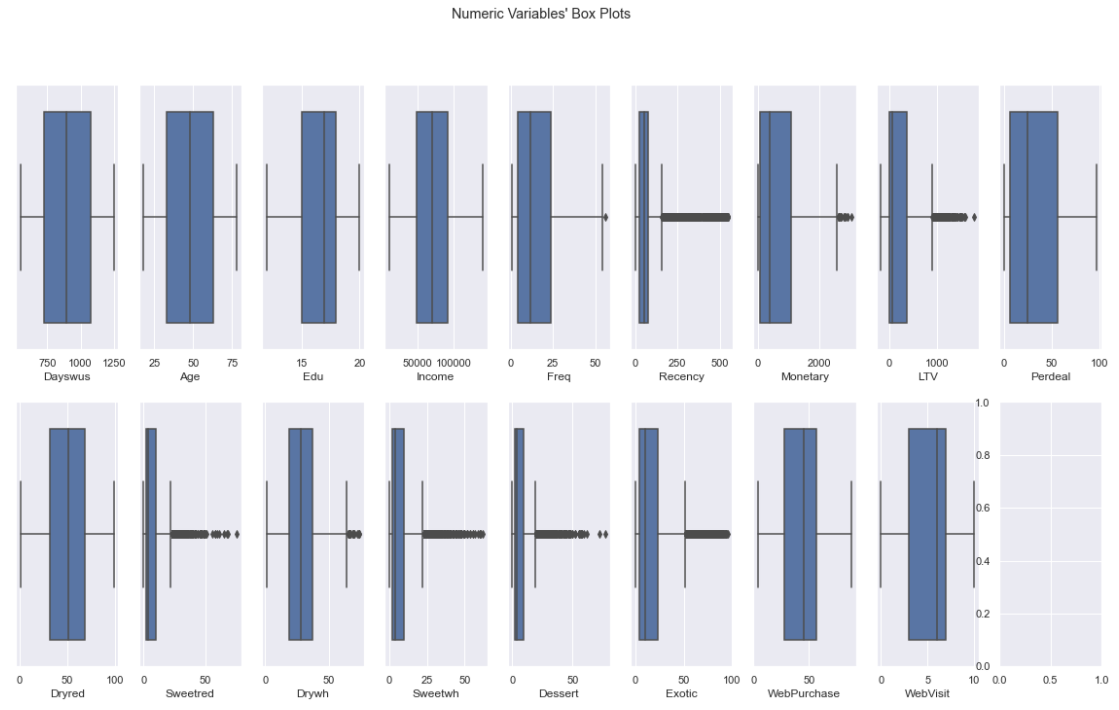 Numeric Variables' Box Plots
750 1000 1250 25 50 75 15 20 50000 100000 0 25 50 0 250 500 0 2000 0 1000 0 50 100
Dayswus Age Edu Income Freq Recency Monetary LTV Perdeal
1.0
0.8
0.6
0.4
0.2
0.0
0 50 100 0 50 0 50 0 25 50 0 50 0 50 100 0 50 0 5 10 0.0 0.5 1.0
Dryred Sweetred Drywh Sweetwh Dessert Exotic WebPurchase WebVisit